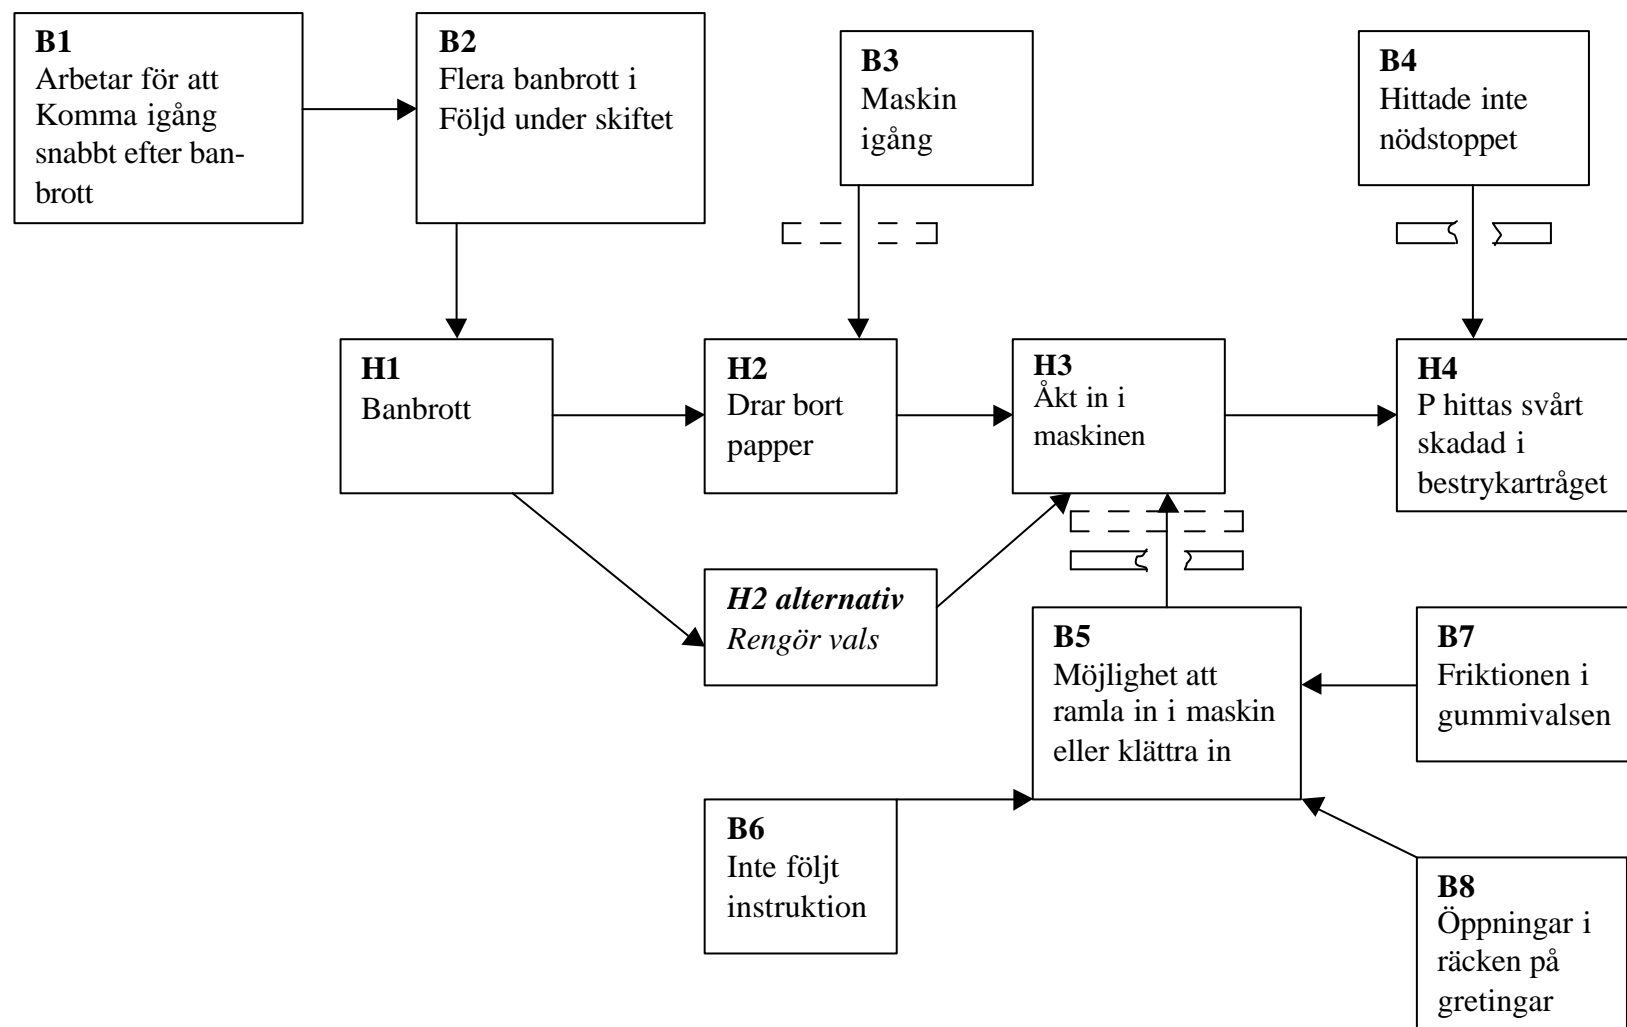 B1
Arbetar för att
Komma igång
snabbt efter ban-
brott
B2
Flera banbrott i
Följd under skiftet
B3
Maskin
igång
B4
Hittade inte
nödstoppet
H1
Banbrott
H2
Drar bort
papper
H3
Åkt in i
maskinen
H4
P hittas svårt
skadad i
bestrykartråget
H2 alternativ
Rengör vals
B5
Möjlighet att
ramla in i maskin
eller klättra in
B7
Friktionen i
gummivalsen
B6
Inte följt
instruktion
B8
Öppningar i
räcken på
gretingar